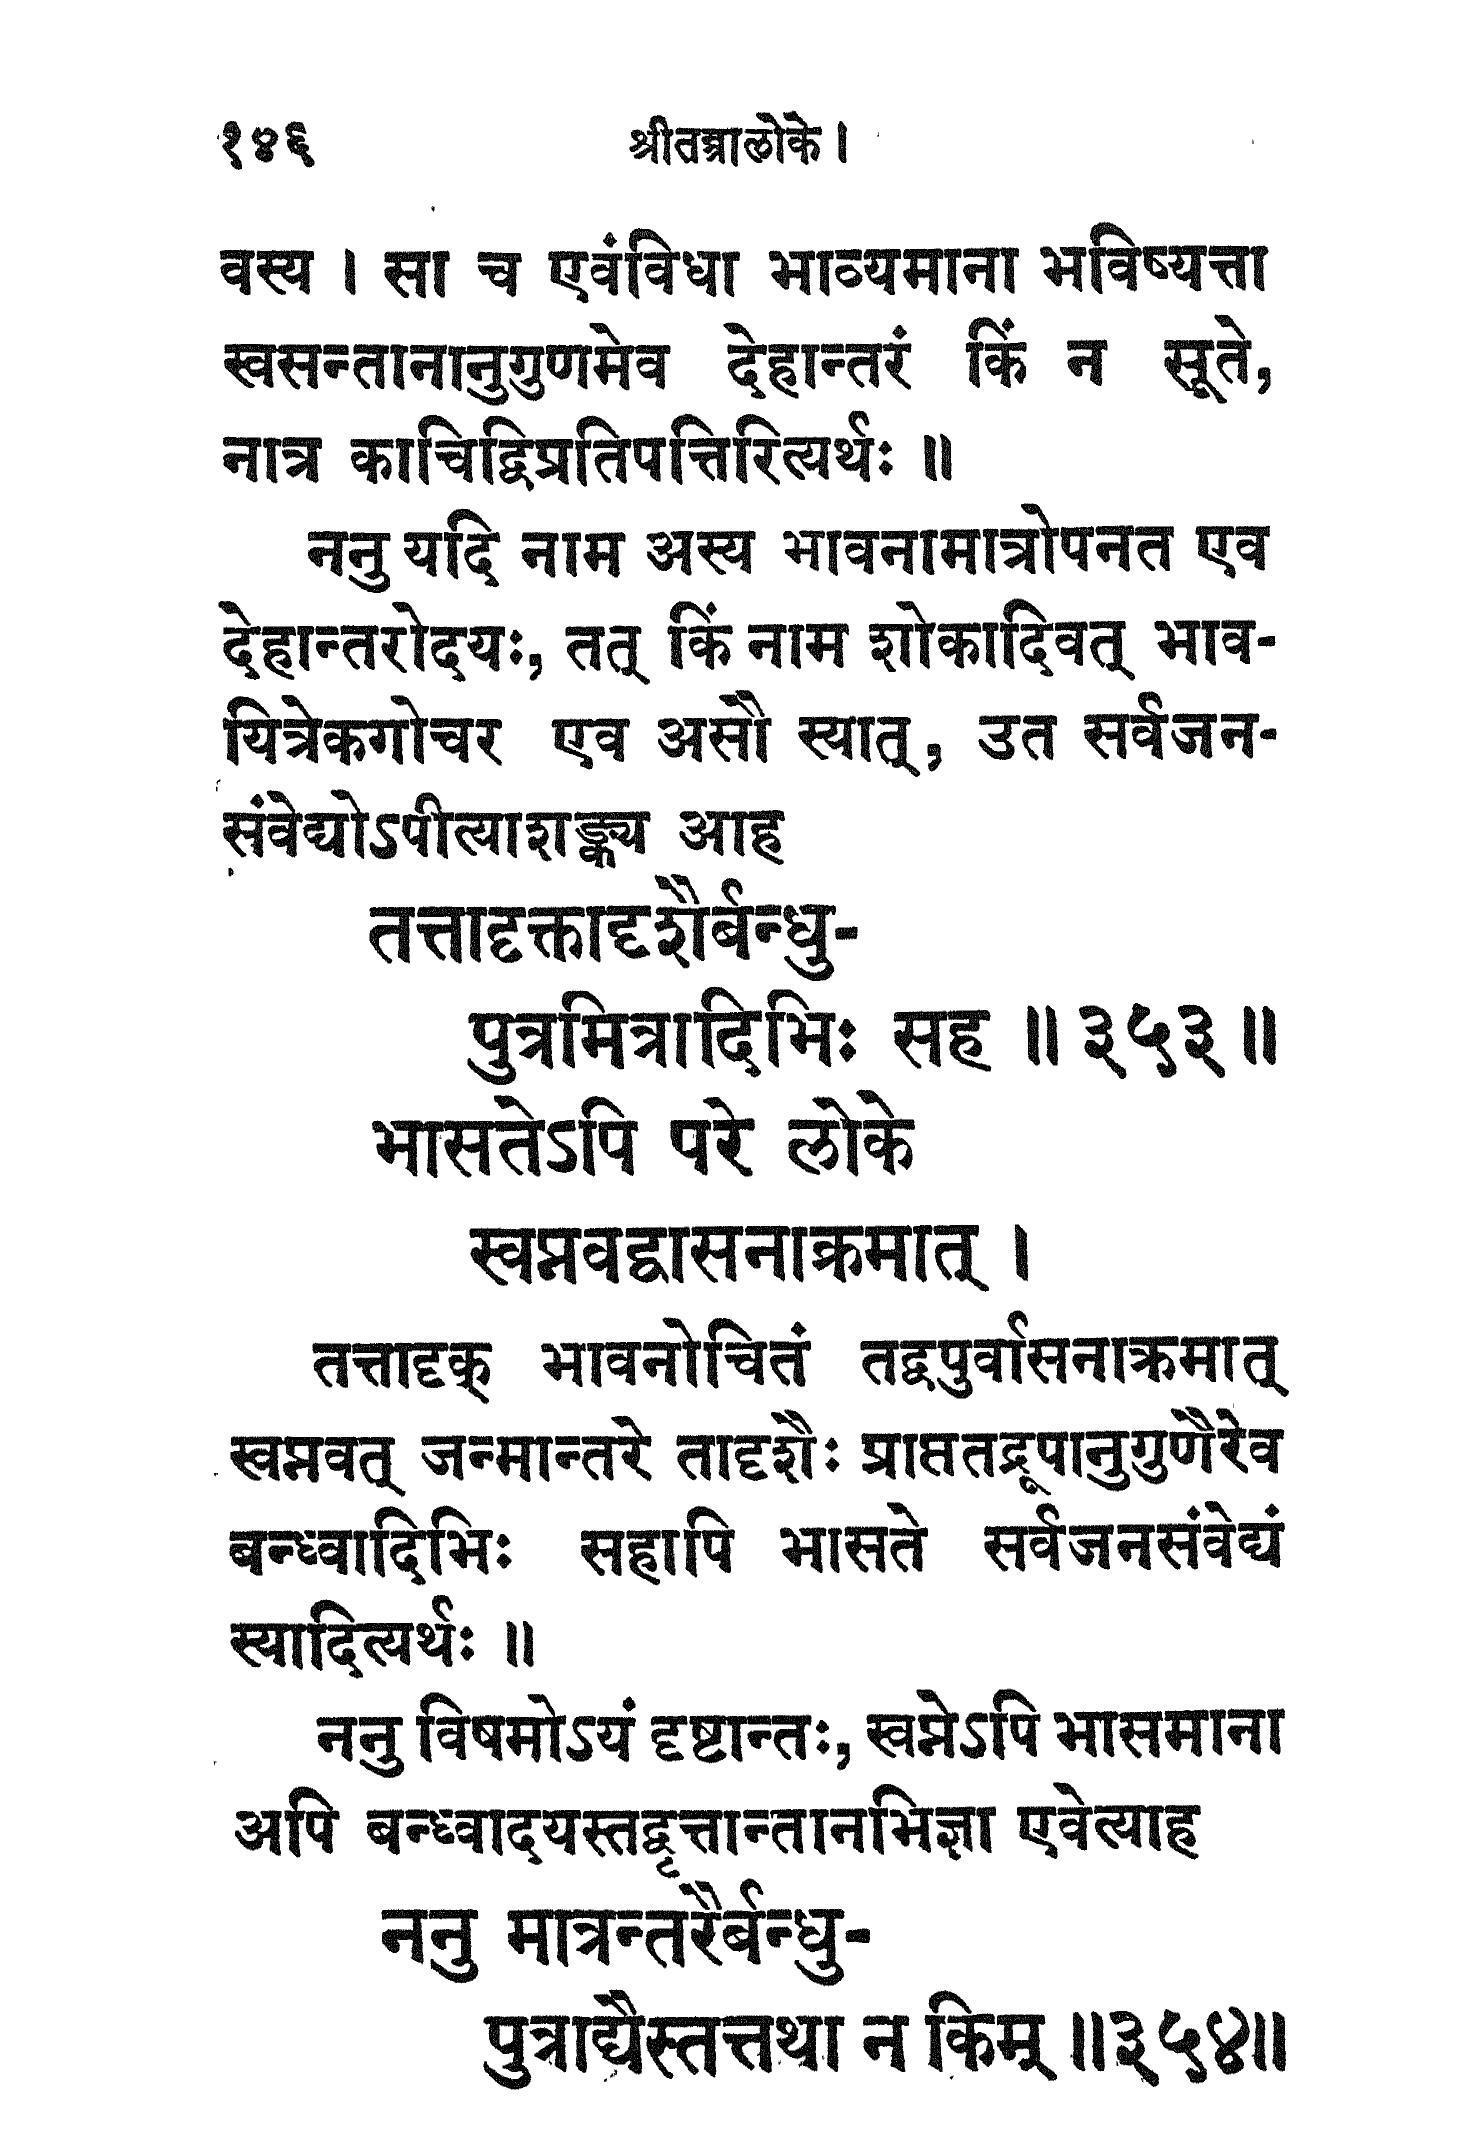 १४६ श्रीतन्त्रालोके ।
वस्य । सा च एवंविधा भाव्यमाना भविष्यत्ता
स्वसन्तानानुगुणमेव देहान्तरं किं न सूते,
नात्र काचिद्विप्रतिपत्तिरित्यर्थः ॥
ननु यदि नाम अस्य भावनामात्रोपनत एव
देहान्तरोदयः, तत् किं नाम शोकादिवत् भाव-
यित्रेकगोचर एव असौ स्यात्, उत सर्वजन-
संवेद्योऽपीत्याशङ्क्य आह
तत्तादृक्तादृशैर्बन्धु-
पुत्रमित्रादिभिः सह ॥ ३५३ ॥
भासतेऽपि परे लोके
स्वप्नवद्वासनाक्रमात् ।
तत्तादृक् भावनोचितं तद्वपुर्वासनाक्रमात्
स्वप्नवत् जन्मान्तरे तादृशैः प्राप्ततद्रूपानुगुणैरेव
बन्ध्वादिभिः सहापि भासते सर्वजनसंवेद्यं
स्यादित्यर्थः ॥
ननु विषमोऽयं दृष्टान्तः, स्वप्नेऽपि भासमाना
अपि बन्ध्वादयस्तद्वृत्तान्तानभिज्ञा एवेत्याह
ननु मात्रन्तरैर्बन्धु-
पुत्राद्यैस्तत्तथा न किम् ॥३५४॥